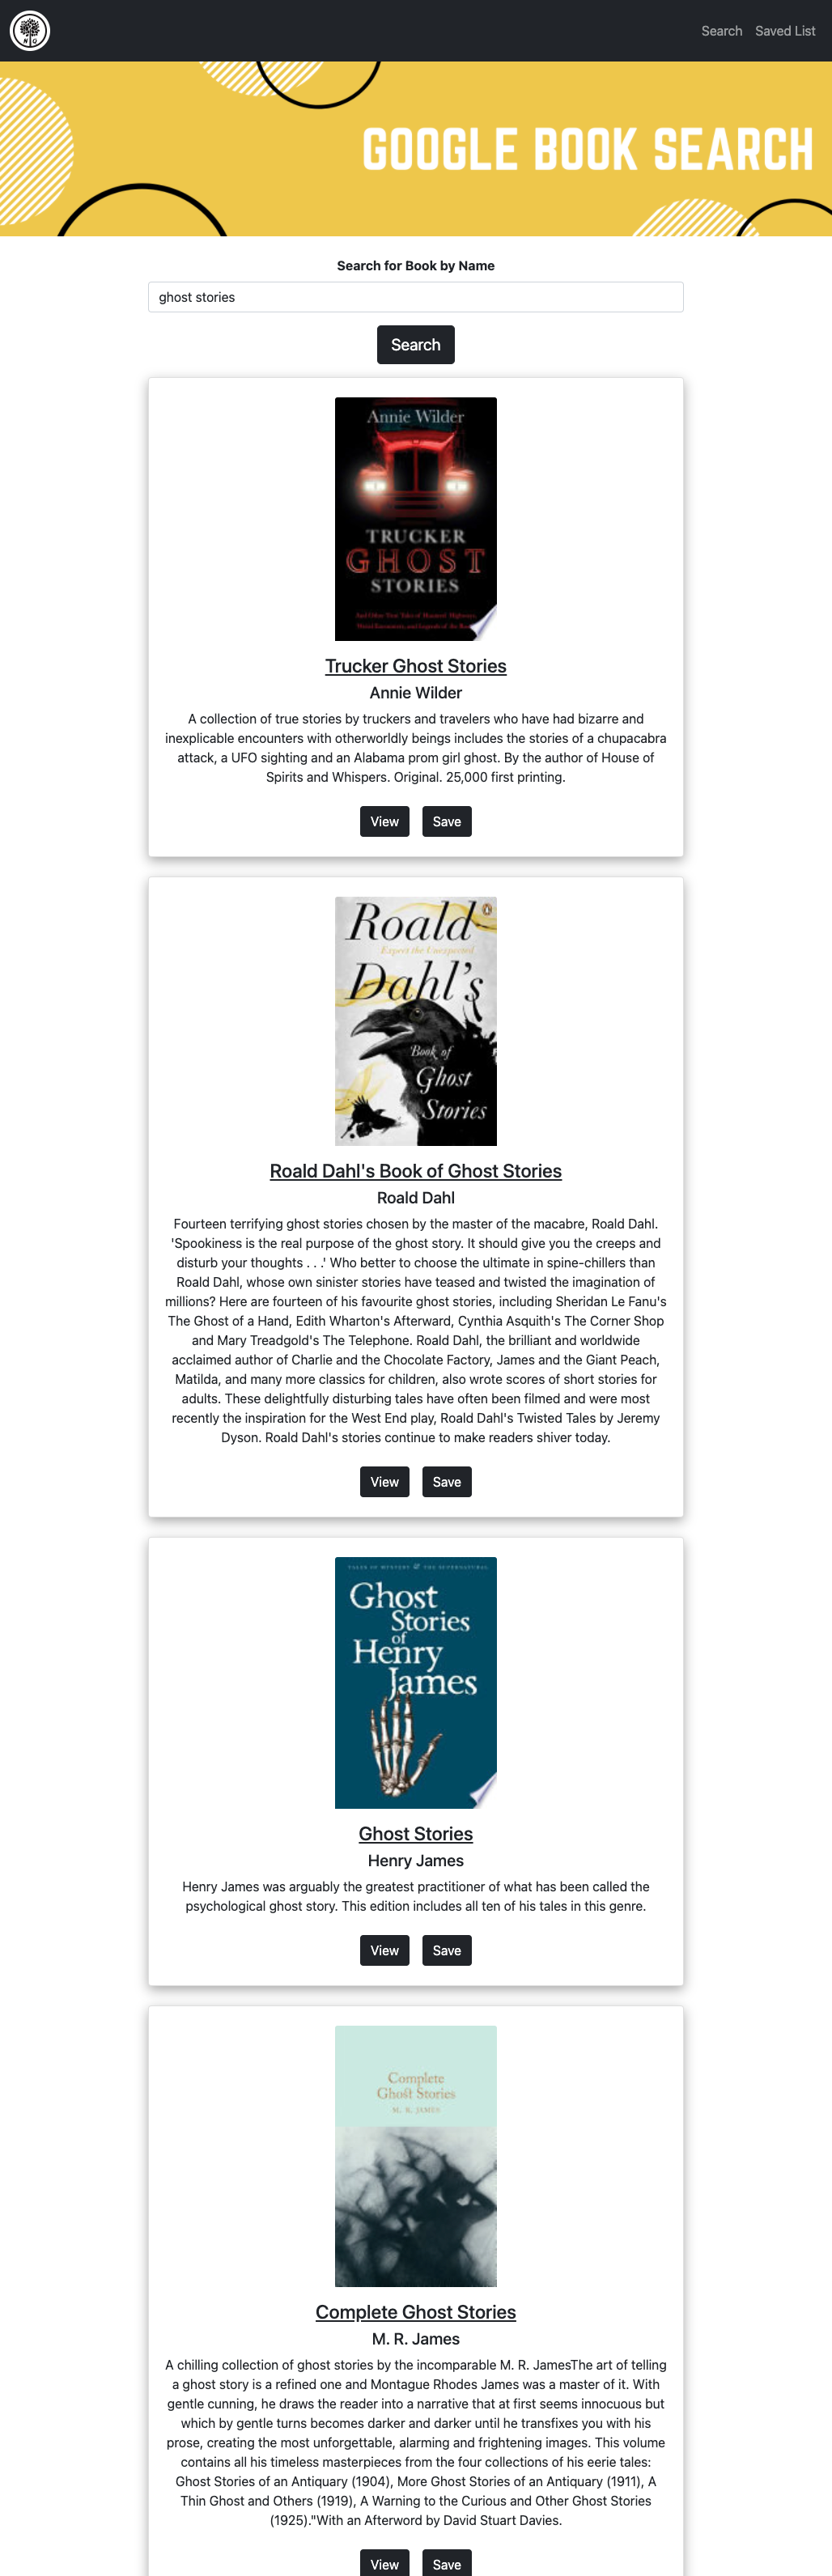 N O
Search Saved List
GOOGLE BOOK SEARCH
Search for Book by Name
ghost stories
Search
Annie Wilder
TRUCKER
GHOST
STORIES
And Other True Tales of Haunted Highways,
Weird Encounters, and Legends of the Road
Trucker Ghost Stories
Annie Wilder
A collection of true stories by truckers and travelers who have had bizarre and
inexplicable encounters with otherworldly beings includes the stories of a chupacabra
attack, a UFO sighting and an Alabama prom girl ghost. By the author of House of
Spirits and Whispers. Original. 25,000 first printing.
View Save
Roald
Expect the Unexpected
Dahl's
Book of
Ghost
Stories
Roald Dahl's Book of Ghost Stories
Roald Dahl
Fourteen terrifying ghost stories chosen by the master of the macabre, Roald Dahl.
'Spookiness is the real purpose of the ghost story. It should give you the creeps and
disturb your thoughts . . .' Who better to choose the ultimate in spine-chillers than
Roald Dahl, whose own sinister stories have teased and twisted the imagination of
millions? Here are fourteen of his favourite ghost stories, including Sheridan Le Fanu's
The Ghost of a Hand, Edith Wharton's Afterward, Cynthia Asquith's The Corner Shop
and Mary Treadgold's The Telephone. Roald Dahl, the brilliant and worldwide
acclaimed author of Charlie and the Chocolate Factory, James and the Giant Peach,
Matilda, and many more classics for children, also wrote scores of short stories for
adults. These delightfully disturbing tales have often been filmed and were most
recently the inspiration for the West End play, Roald Dahl's Twisted Tales by Jeremy
Dyson. Roald Dahl's stories continue to make readers shiver today.
View Save
TALES OF MYSTERY & THE SUPERNATURAL
Ghost
Stories
of
Henry
James
Ghost Stories
Henry James
Henry James was arguably the greatest practitioner of what has been called the
psychological ghost story. This edition includes all ten of his tales in this genre.
View Save
Complete
Ghost Stories
M. R. JAMES
Complete Ghost Stories
M. R. James
A chilling collection of ghost stories by the incomparable M. R. JamesThe art of telling
a ghost story is a refined one and Montague Rhodes James was a master of it. With
gentle cunning, he draws the reader into a narrative that at first seems innocuous but
which by gentle turns becomes darker and darker until he transfixes you with his
prose, creating the most unforgettable, alarming and frightening images. This volume
contains all his timeless masterpieces from the four collections of his eerie tales:
Ghost Stories of an Antiquary (1904), More Ghost Stories of an Antiquary (1911), A
Thin Ghost and Others (1919), A Warning to the Curious and Other Ghost Stories
(1925)."With an Afterword by David Stuart Davies.
View Save